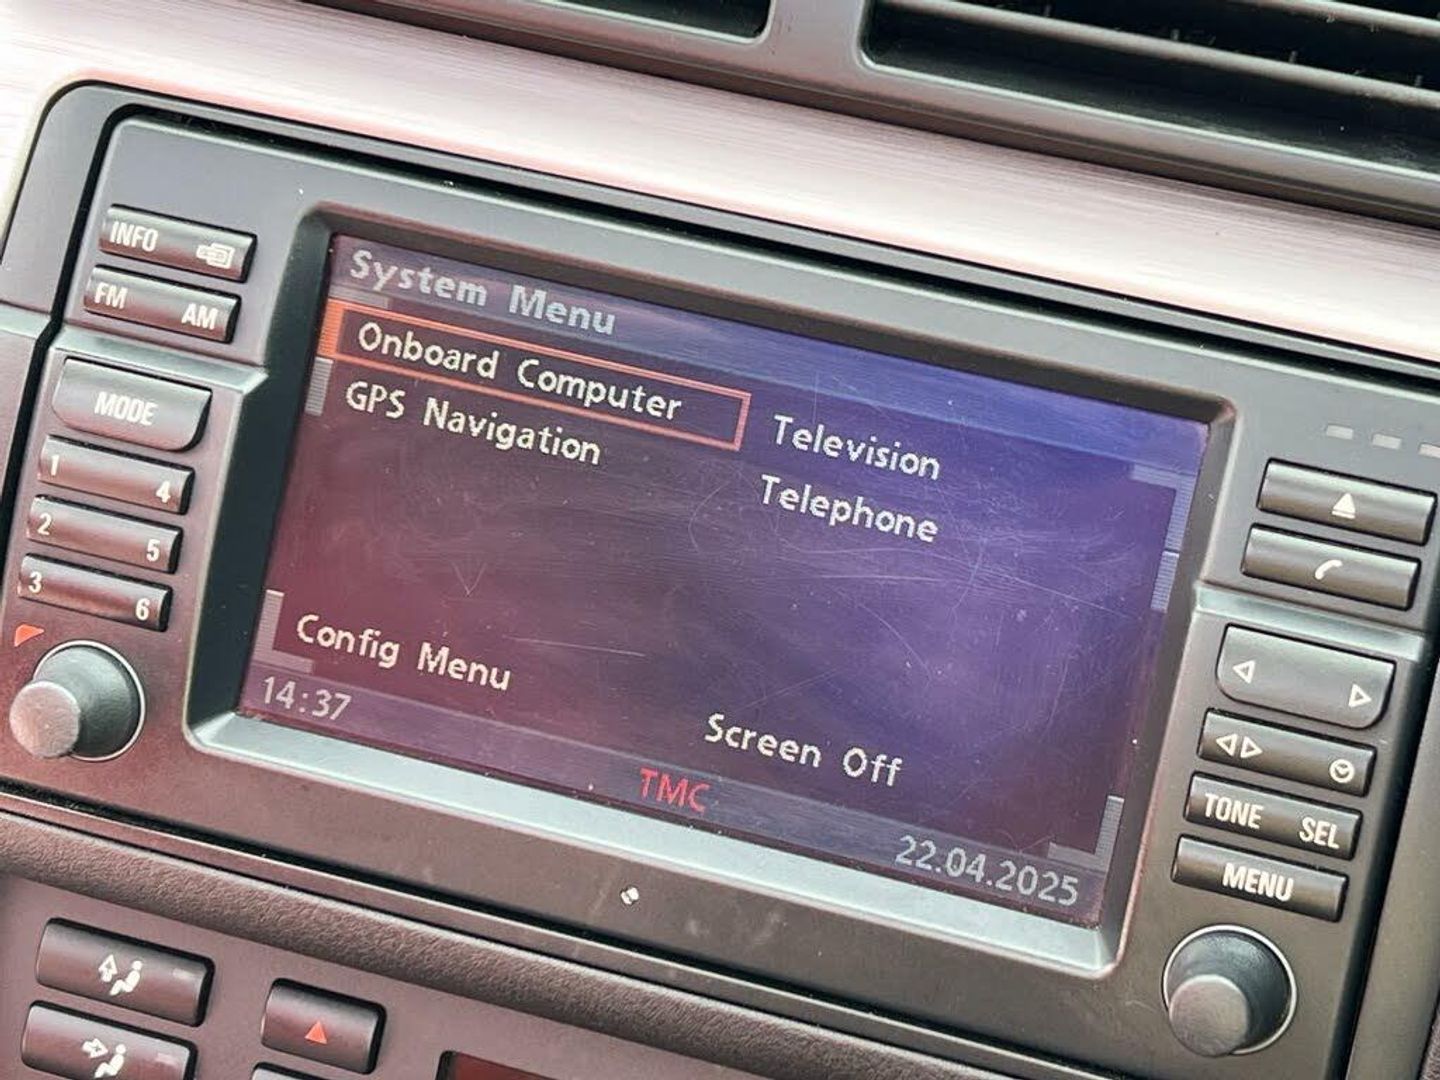 INFO
FM AM
MODE
1 4
2 5
3 6
System Menu
Onboard Computer
GPS Navigation
Television
Telephone
Config Menu
Screen Off
14:37
TMC
22.04.2025
TONE SEL
MENU